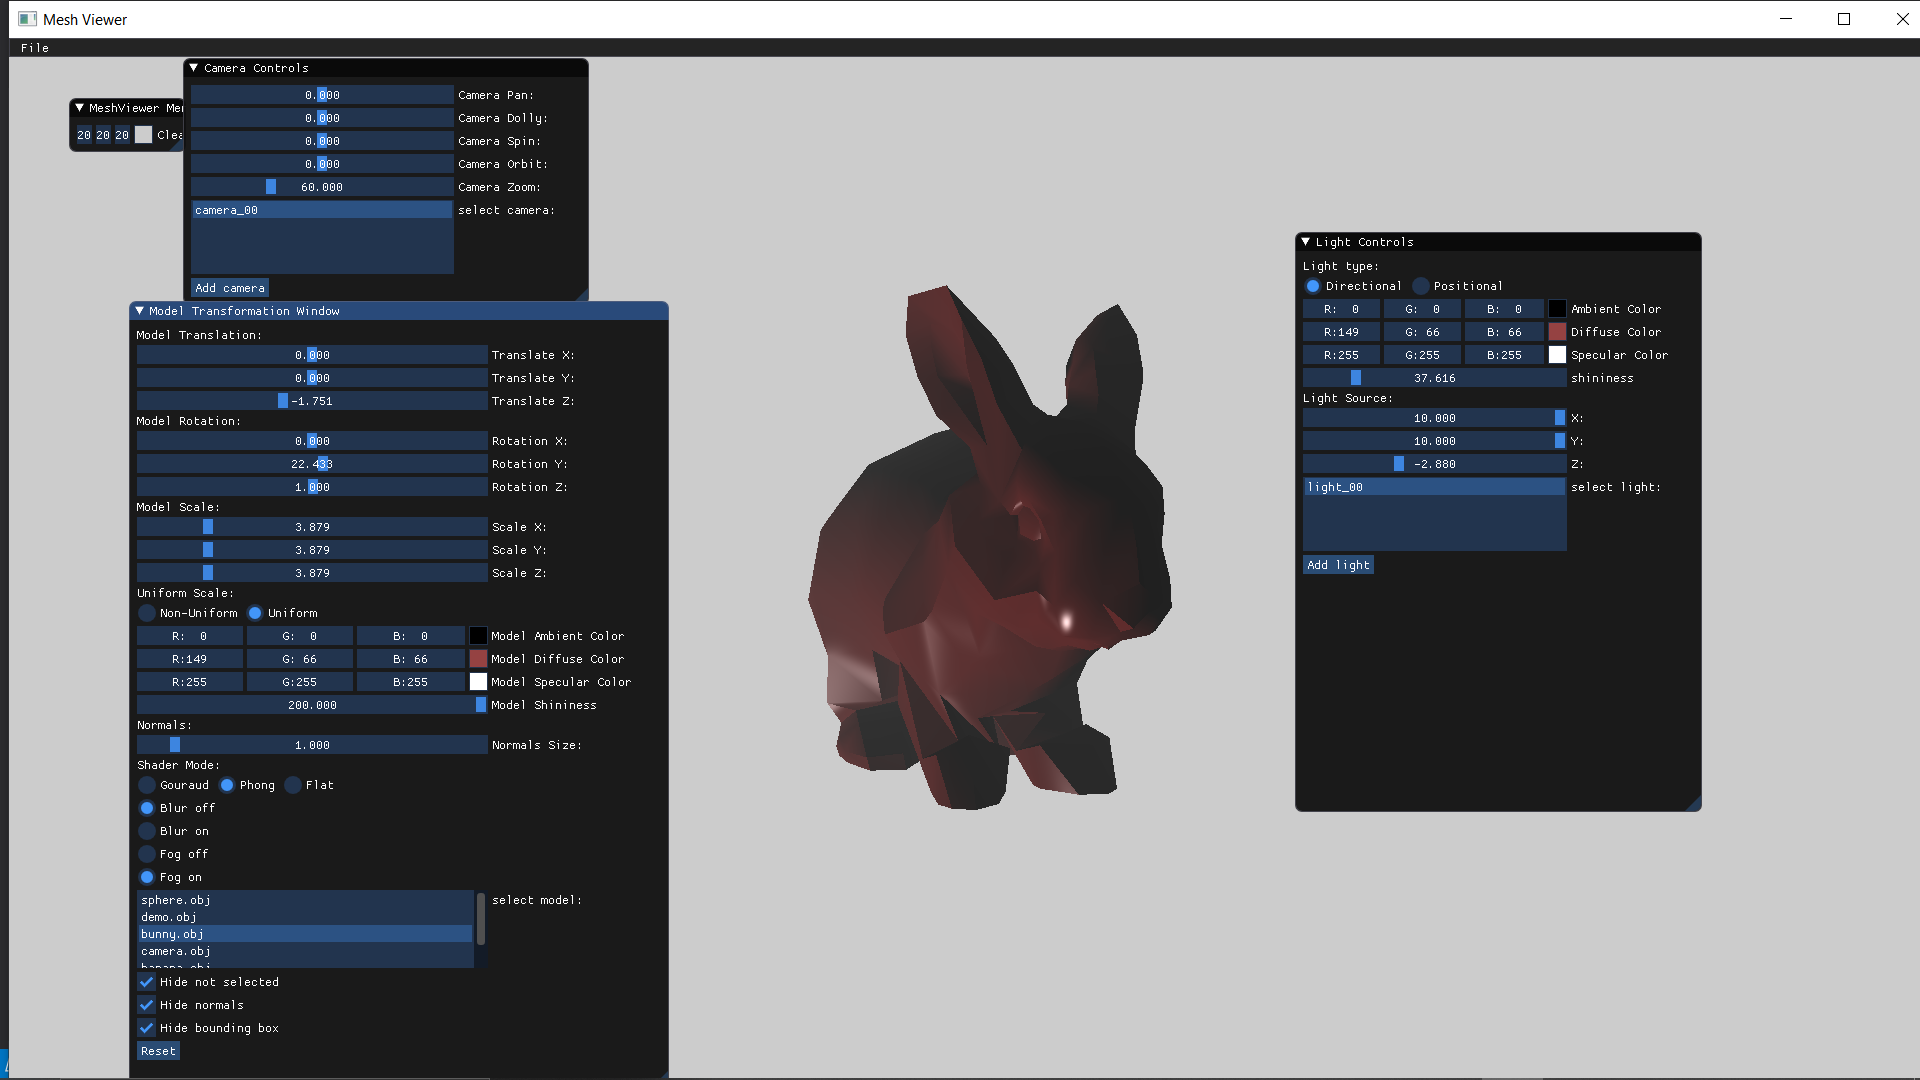 Mesh Viewer
File
Camera Controls
0.000 Camera Pan:
0.000 Camera Dolly:
0.000 Camera Spin:
0.000 Camera Orbit:
60.000 Camera Zoom:
camera_00 select camera:
Add camera
MeshViewer Me
20 20 20 Clea
Model Transformation Window
Model Translation:
0.000 Translate X:
0.000 Translate Y:
-1.751 Translate Z:
Model Rotation:
0.000 Rotation X:
22.433 Rotation Y:
1.000 Rotation Z:
Model Scale:
3.879 Scale X:
3.879 Scale Y:
3.879 Scale Z:
Uniform Scale:
Non-Uniform Uniform
R: 0 G: 0 B: 0 Model Ambient Color
R:149 G: 66 B: 66 Model Diffuse Color
R:255 G:255 B:255 Model Specular Color
200.000 Model Shininess
Normals:
1.000 Normals Size:
Shader Mode:
Gouraud Phong Flat
Blur off
Blur on
Fog off
Fog on
sphere.obj select model:
demo.obj
bunny.obj
camera.obj
banana.obj
Hide not selected
Hide normals
Hide bounding box
Reset
Light Controls
Light type:
Directional Positional
R: 0 G: 0 B: 0 Ambient Color
R:149 G: 66 B: 66 Diffuse Color
R:255 G:255 B:255 Specular Color
37.616 shininess
Light Source:
10.000 X:
10.000 Y:
-2.880 Z:
light_00 select light:
Add light